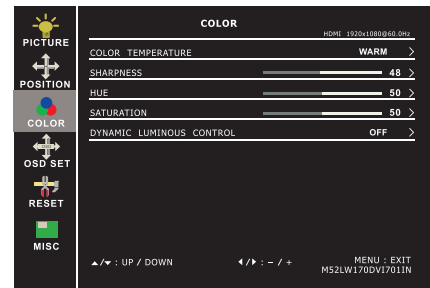 COLOR
HDMI 1920x1080@60.0Hz
PICTURE
POSITION
COLOR
OSD SET
RESET
MISC
COLOR TEMPERATURE WARM >
SHARPNESS 48 >
HUE 50 >
SATURATION 50 >
DYNAMIC LUMINOUS CONTROL OFF >
▲/▼ : UP / DOWN ◀/▶ : – / + MENU : EXIT
M52LW170DVI701IN